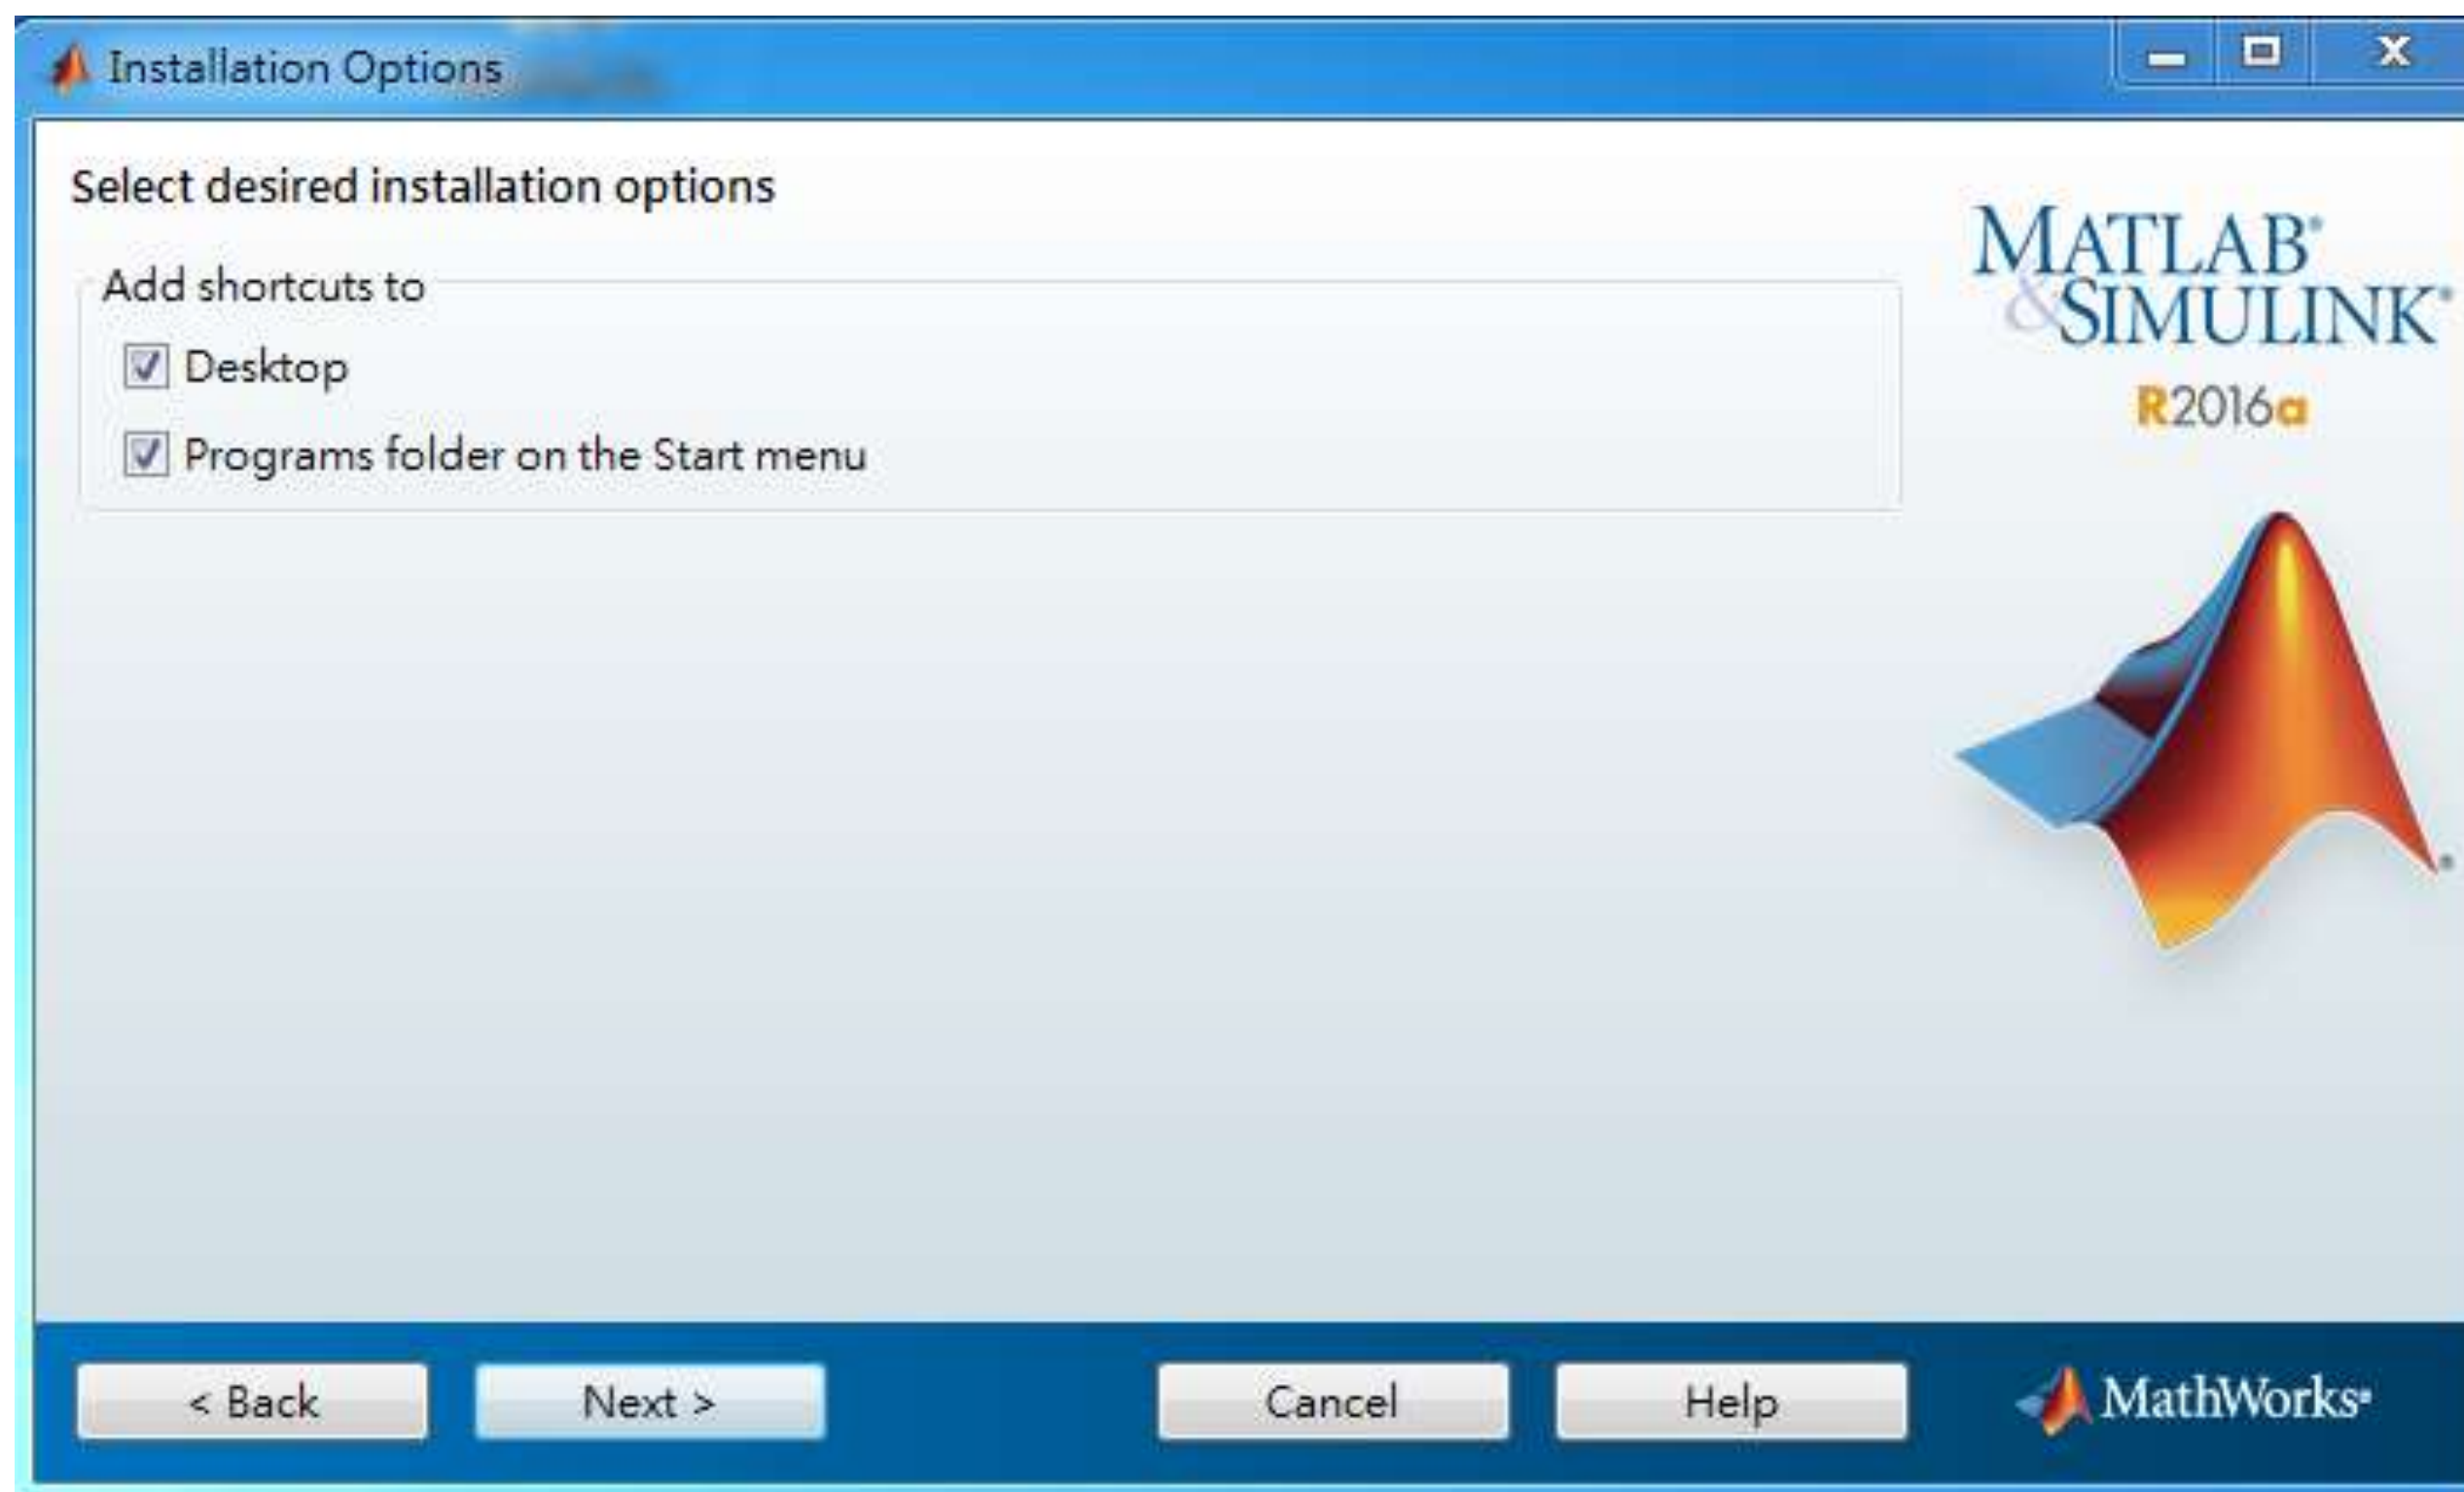 Installation Options
Select desired installation options
Add shortcuts to
Desktop
Programs folder on the Start menu
MATLAB®
&SIMULINK®
R2016a
< Back
Next >
Cancel
Help
MathWorks®